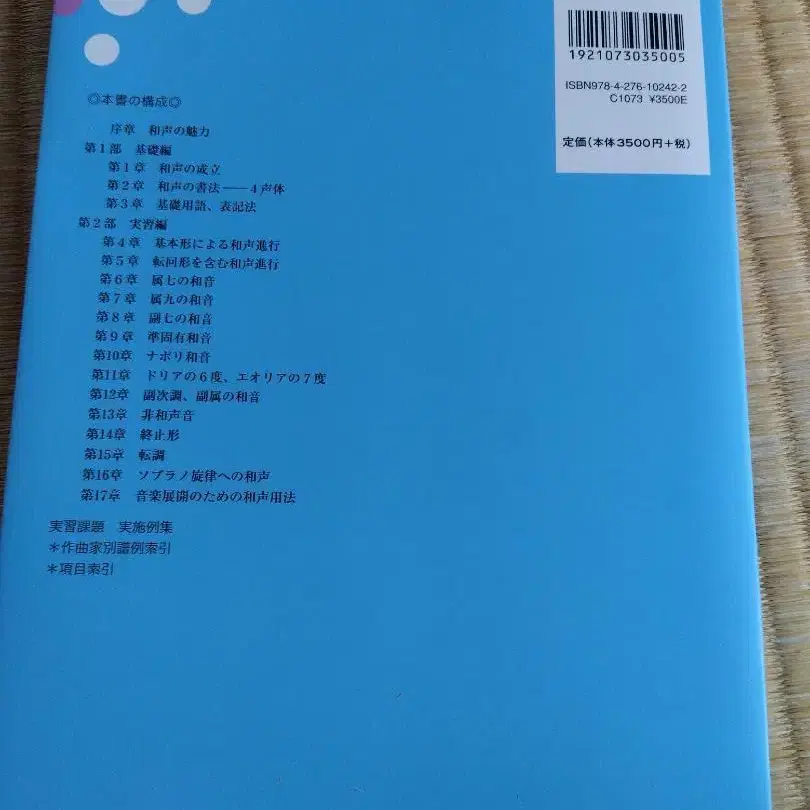 1921073035005
ISBN978-4-276-10242-2
C1073 ¥3500E
定価(本体3500円+税)
◎本書の構成◎
序章 和声の魅力
第1部 基礎編
第1章 和声の成立
第2章 和声の書法――4声体
第3章 基礎用語、表記法
第2部 実習編
第4章 基本形による和声進行
第5章 転回形を含む和声進行
第6章 属七の和音
第7章 属九の和音
第8章 副七の和音
第9章 準固有和音
第10章 ナポリ和音
第11章 ドリアの6度、エオリアの7度
第12章 副次調、副属の和音
第13章 非和声音
第14章 終止形
第15章 転調
第16章 ソプラノ旋律への和声
第17章 音楽展開のための和声用法
実習課題 実施例集
＊作曲家別譜例索引
＊項目索引